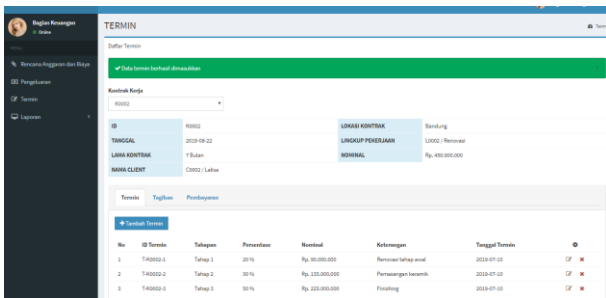 Bagian Keuangan
Online
TERMIN
Termin
MENU
Daftar Termin
Rencana Anggaran dan Biaya
Pengeluaran
Termin
Laporan
Data termin berhasil dimasukkan
Kontrak Kerja
K0002
ID K0002 LOKASI KONTRAK Bandung
TANGGAL 2019-08-22 LINGKUP PEKERJAAN L0002 / Renovasi
LAMA KONTRAK 7 Bulan NOMINAL Rp. 450.000.000
NAMA CLIENT C0002 / Laksa
Termin Tagihan Pembayaran
+ Tambah Termin
No ID Termin Tahapan Persentase Nominal Keterangan Tanggal Termin
1 T-K0002-1 Tahap 1 20 % Rp. 90.000.000 Renovasi tahap awal 2019-07-10
2 T-K0002-2 Tahap 2 30 % Rp. 135.000.000 Pemasangan keramik 2019-07-10
3 T-K0002-3 Tahap 3 50 % Rp. 225.000.000 Finishing 2019-07-10